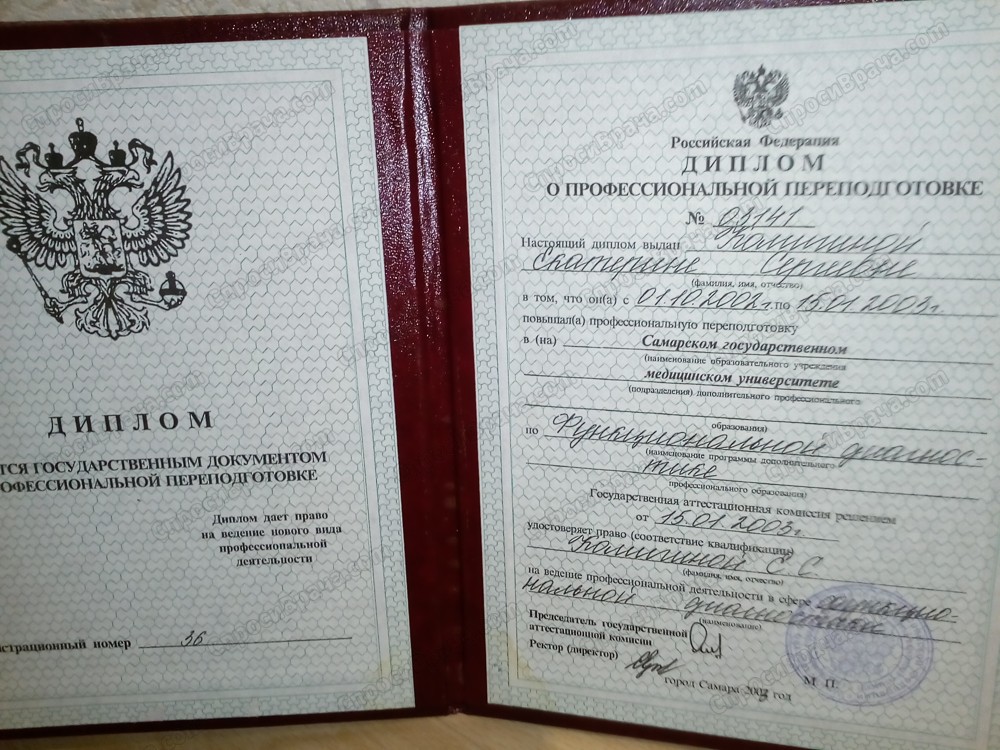 ДИПЛОМ
ТСЯ ГОСУДАРСТВЕННЫМ ДОКУМЕНТОМ
ОФЕССИОНАЛЬНОЙ ПЕРЕПОДГОТОВКЕ
Диплом дает право
на ведение нового вида
профессиональной
деятельности
страционный номер 36
Российская Федерация
ДИПЛОМ
О ПРОФЕССИОНАЛЬНОЙ ПЕРЕПОДГОТОВКЕ
№ 03141
Настоящий диплом выдан
Екатерине Сергеевне
(фамилия, имя, отчество)
в том, что он(а) с 01.10.2002г. по 15.01.2003г
повышал(а) профессиональную переподготовку
в (на) Самарском государственном
(наименование образовательного учреждения
медицинском университете
(подразделения) дополнительного профессионального
образования)
по Функциональной диагнос-
(наименование программы дополнительного
тике
профессионального образования)
Государственная аттестационная комиссия решением
от 15.01.2003г.
удостоверяет право (соответствие квалификации)
Е С
(фамилия, имя, отчество)
на ведение профессиональной деятельности в сфере функцио-
нальной диагностики
(наименование)
Председатель государственной
аттестационной комиссии
Ректор (директор)
М П.
город Самара 2003 год
СпросиВрача.com